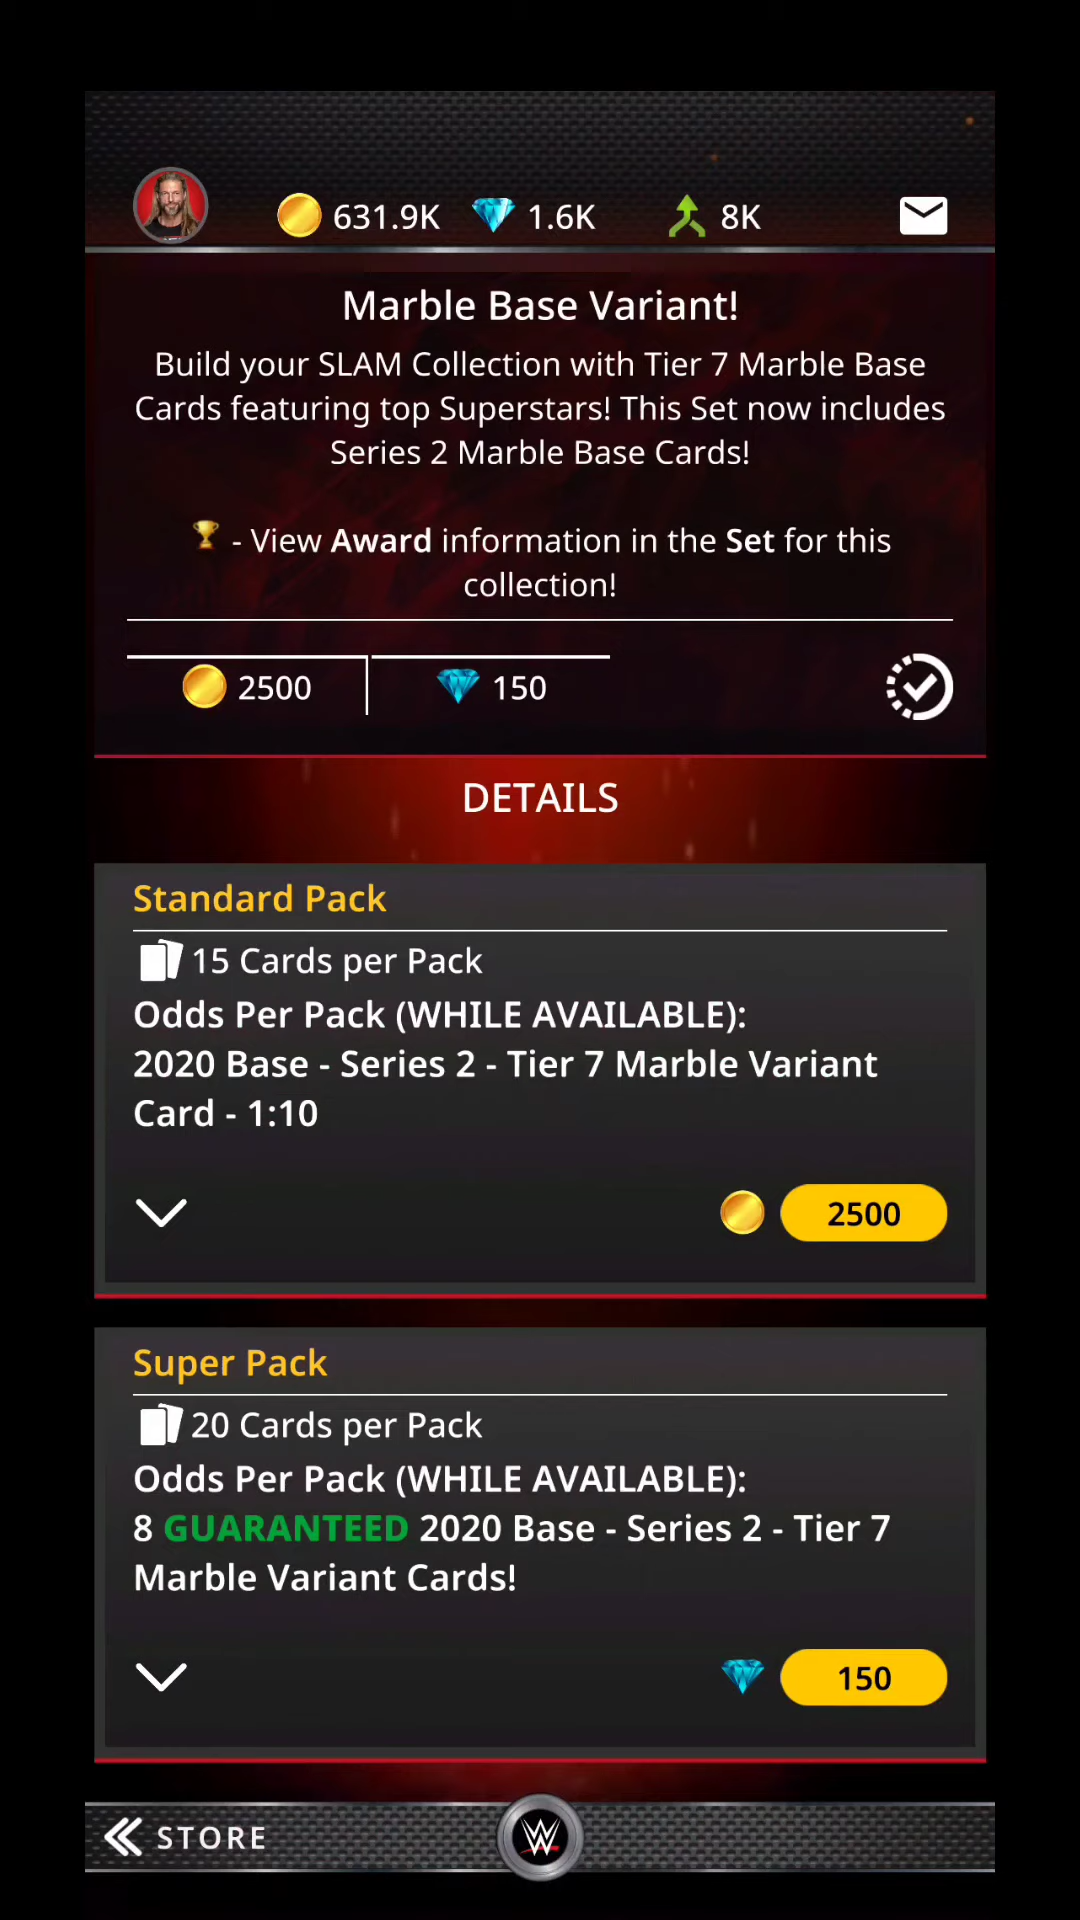 631.9K 1.6K 8K
Marble Base Variant!
Build your SLAM Collection with Tier 7 Marble Base
Cards featuring top Superstars! This Set now includes
Series 2 Marble Base Cards!
- View Award information in the Set for this
collection!
2500 150
DETAILS
Standard Pack
15 Cards per Pack
Odds Per Pack (WHILE AVAILABLE):
2020 Base - Series 2 - Tier 7 Marble Variant
Card - 1:10
2500
Super Pack
20 Cards per Pack
Odds Per Pack (WHILE AVAILABLE):
8 GUARANTEED 2020 Base - Series 2 - Tier 7
Marble Variant Cards!
150
STORE
W